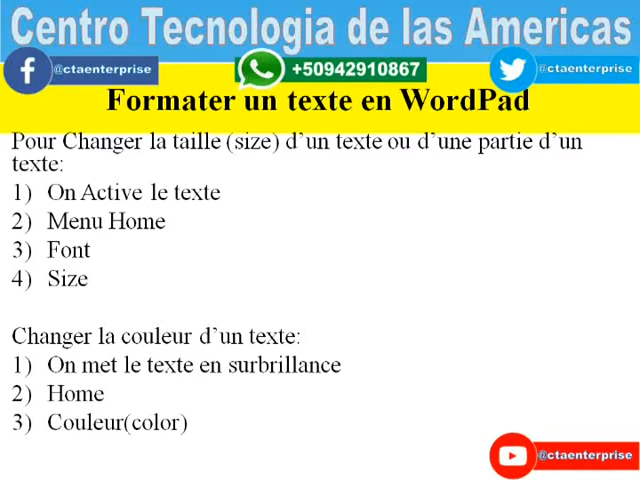 Centro Tecnologia de las Americas
@ctaenterprise
+50942910867
@ctaenterprise
Formater un texte en WordPad
Pour Changer la taille (size) d’un texte ou d’une partie d’un
texte:
1) On Active le texte
2) Menu Home
3) Font
4) Size
Changer la couleur d’un texte:
1) On met le texte en surbrillance
2) Home
3) Couleur(color)
@ctaenterprise